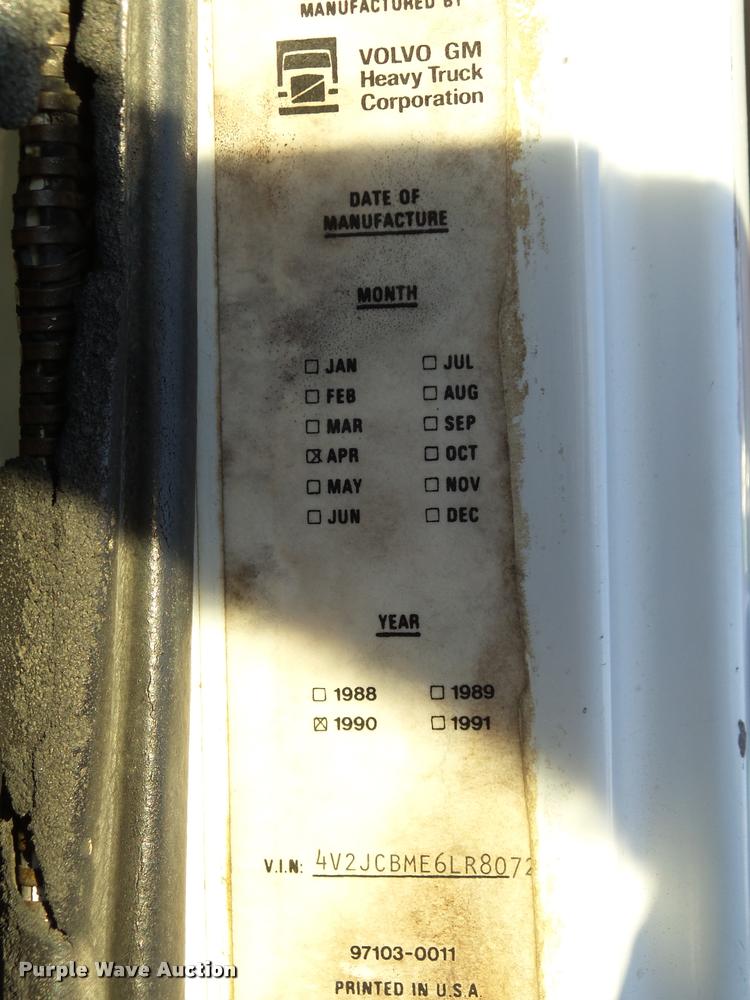 MANUFACTURED BY
VOLVO GM
Heavy Truck
Corporation
DATE OF
MANUFACTURE
MONTH
☐ JAN ☐ JUL
☐ FEB ☐ AUG
☐ MAR ☐ SEP
☒ APR ☐ OCT
☐ MAY ☐ NOV
☐ JUN ☐ DEC
YEAR
☐ 1988 ☐ 1989
☒ 1990 ☐ 1991
V.I.N: 4V2JCBME6LR8072
97103-0011
PRINTED IN U.S.A.
Purple Wave Auction